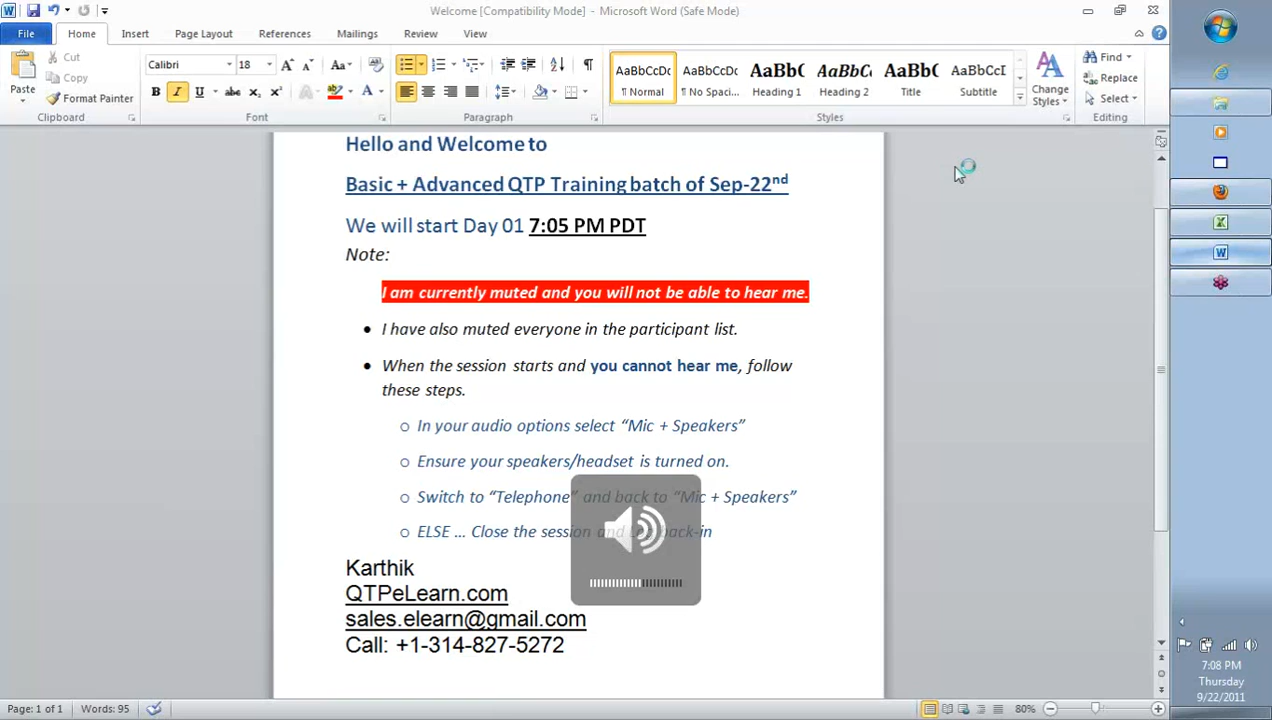 Welcome [Compatibility Mode] - Microsoft Word (Safe Mode)
File Home Insert Page Layout References Mailings Review View
Cut
Copy
Format Painter
Paste
Clipboard
Calibri 18
Font
Paragraph
AaBbCcDc AaBbCcDc AaBbC AaBbCc AaBb( AaBbCcI
¶ Normal ¶ No Spaci... Heading 1 Heading 2 Title Subtitle
Change Styles
Styles
Find
Replace
Select
Editing
Hello and Welcome to
Basic + Advanced QTP Training batch of Sep-22nd
We will start Day 01 7:05 PM PDT
Note:
I am currently muted and you will not be able to hear me.
• I have also muted everyone in the participant list.
• When the session starts and you cannot hear me, follow
these steps.
o In your audio options select “Mic + Speakers”
o Ensure your speakers/headset is turned on.
o Switch to “Telephone” and back to “Mic + Speakers”
o ELSE … Close the session and back-in
Karthik
QTPeLearn.com
sales.elearn@gmail.com
Call: +1-314-827-5272
Page: 1 of 1 Words: 95
80%
7:08 PM
Thursday
9/22/2011